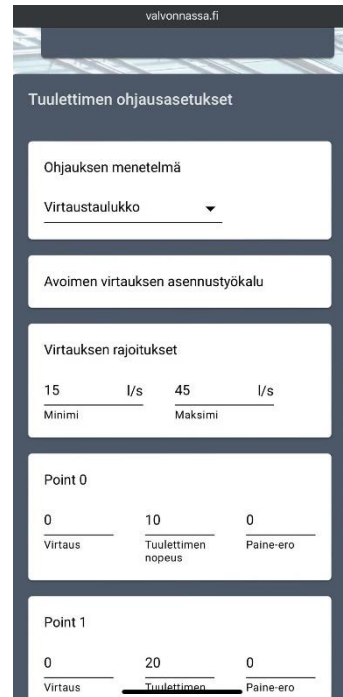 valvonnassa.fi
Tuulettimen ohjausasetukset
Ohjauksen menetelmä
Virtaustaulukko
Avoimen virtauksen asennustyökalu
Virtauksen rajoitukset
15 l/s 45 l/s
Minimi Maksimi
Point 0
0 10 0
Virtaus Tuulettimen nopeus Paine-ero
Point 1
0 20 0
Virtaus Tuulettimen Paine-ero